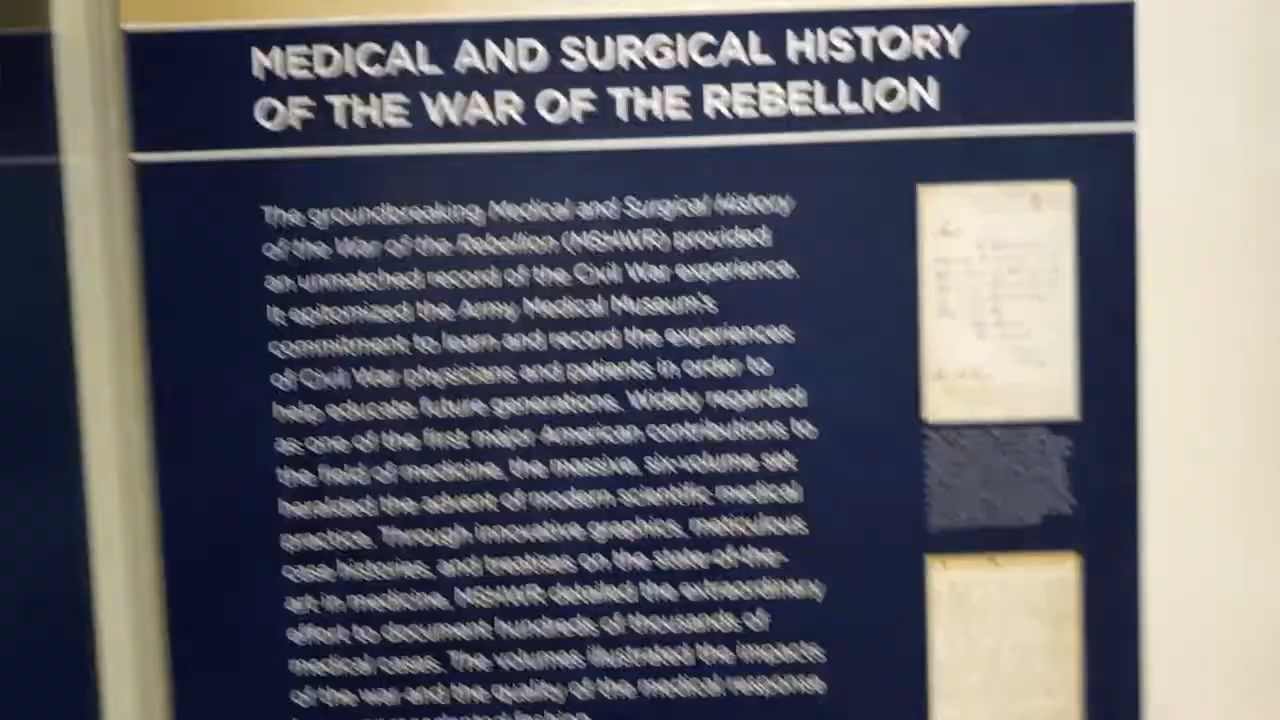 MEDICAL AND SURGICAL HISTORY
OF THE WAR OF THE REBELLION
The groundbreaking Medical and Surgical History
of the War of the Rebellion (MSHWR) provided
an unmatched record of the Civil War experience.
It epitomized the Army Medical Museum's
commitment to learn and record the experiences
of Civil War physicians and patients in order to
help educate future generations. Widely regarded
as one of the first major American contributions to
the field of medicine, the massive, six-volume set
heralded the advent of modern scientific medical
practice. Through innovative graphics, meticulous
case histories, and treatises on the state-of-the-
art in medicine, MSHWR detailed the extraordinary
effort to document hundreds of thousands of
medical cases. The volumes illustrated the impacts
of the war and the quality of the medical response